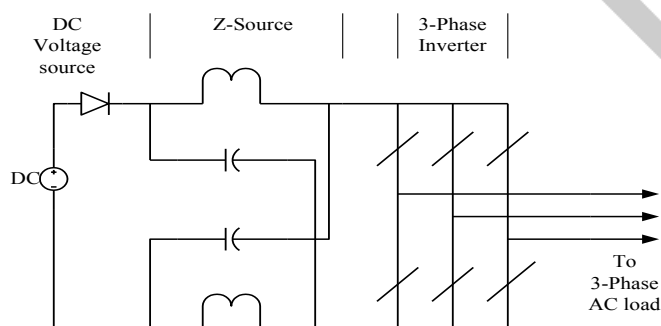 DC
Voltage
source
Z-Source
3-Phase
Inverter
DC
To
3-Phase
AC load